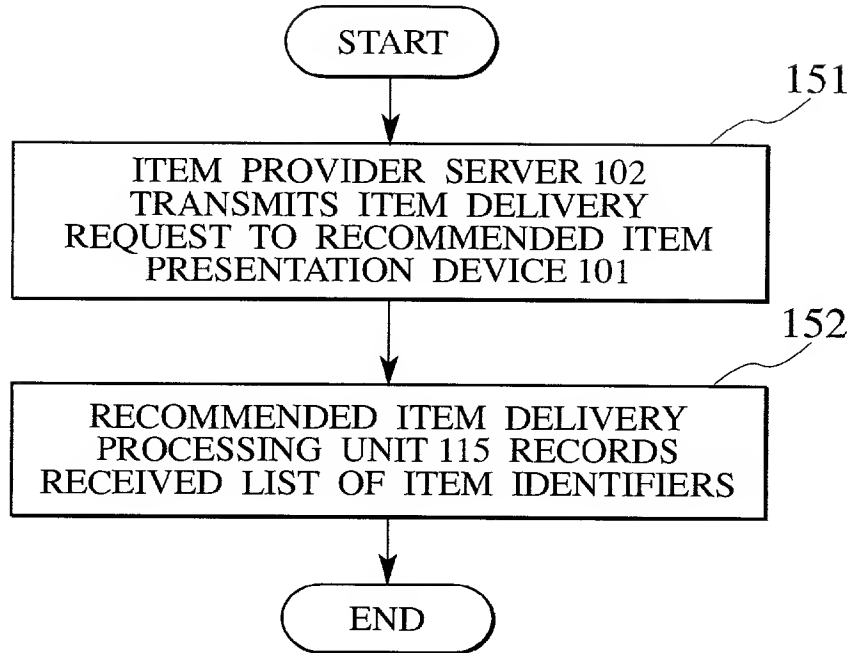 START
151
ITEM PROVIDER SERVER 102
TRANSMITS ITEM DELIVERY
REQUEST TO RECOMMENDED ITEM
PRESENTATION DEVICE 101
152
RECOMMENDED ITEM DELIVERY
PROCESSING UNIT 115 RECORDS
RECEIVED LIST OF ITEM IDENTIFIERS
END